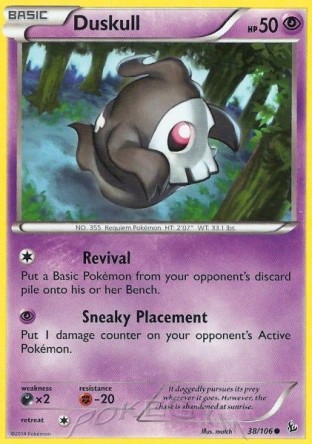 BASIC
Duskull
HP50
NO. 355 Requiem Pokémon HT: 2'07" WT: 33.1 lbs.
Revival
Put a Basic Pokémon from your opponent's discard
pile onto his or her Bench.
Sneaky Placement
Put 1 damage counter on your opponent's Active
Pokémon.
weakness
×2
resistance
-20
retreat
It doggedly pursues its prey
wherever it goes. However, the
chase is abandoned at sunrise.
©2014 Pokémon
Illus. match
38/106